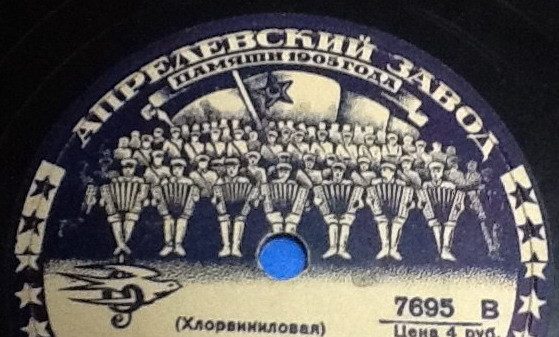 АПРЕЛЕВСКИЙ ЗАВОД
ПАМЯТИ 1905 ГОДА
7695 В
(Хлорвиниловая)
Цена 4 руб.